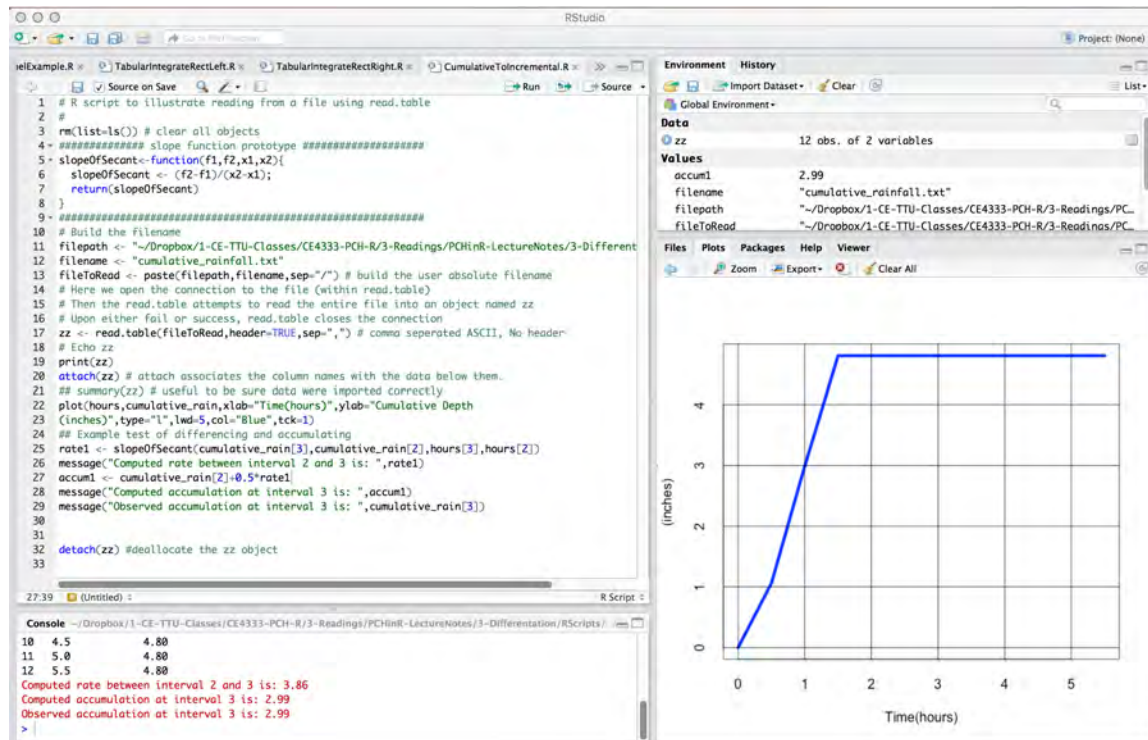 RStudio
Go to file/function
Project: (None)
elExample.R
TabularIntegrateRectLeft.R
TabularIntegrateRectRight.R
CumulativeToIncremental.R
Source on Save
Run
Source
1 # R script to illustrate reading from a file using read.table
2 #
3 rm(list=ls()) # clear all objects
4 ############## slope function prototype ####################
5 slopeOfSecant<-function(f1,f2,x1,x2){
6 slopeOfSecant <- (f2-f1)/(x2-x1);
7 return(slopeOfSecant)
8 }
9 ############################################################
10 # Build the filename
11 filepath <- "~/Dropbox/1-CE-TTU-Classes/CE4333-PCH-R/3-Readings/PCHinR-LectureNotes/3-Different
12 filename <- "cumulative_rainfall.txt"
13 fileToRead <- paste(filepath,filename,sep="/") # build the user absolute filename
14 # Here we open the connection to the file (within read.table)
15 # Then the read.table attempts to read the entire file into an object named zz
16 # Upon either fail or success, read.table closes the connection
17 zz <- read.table(fileToRead,header=TRUE,sep=",") # comma seperated ASCII, No header
18 # Echo zz
19 print(zz)
20 attach(zz) # attach associates the column names with the data below them.
21 ## summary(zz) # useful to be sure data were imported correctly
22 plot(hours,cumulative_rain,xlab="Time(hours)",ylab="Cumulative Depth
23 (inches)",type="l",lwd=5,col="Blue",tck=1)
24 ## Example test of differencing and accumulating
25 rate1 <- slopeOfSecant(cumulative_rain[3],cumulative_rain[2],hours[3],hours[2])
26 message("Computed rate between interval 2 and 3 is: ",rate1)
27 accum1 <- cumulative_rain[2]+0.5*rate1
28 message("Computed accumulation at interval 3 is: ",accum1)
29 message("Observed accumulation at interval 3 is: ",cumulative_rain[3])
30
31
32 detach(zz) #deallocate the zz object
33
27:39 (Untitled)
R Script
Console ~/Dropbox/1-CE-TTU-Classes/CE4333-PCH-R/3-Readings/PCHinR-LectureNotes/3-Differentation/RScripts/
10 4.5 4.80
11 5.0 4.80
12 5.5 4.80
Computed rate between interval 2 and 3 is: 3.86
Computed accumulation at interval 3 is: 2.99
Observed accumulation at interval 3 is: 2.99
>
Environment History
Import Dataset
Clear
List
Global Environment
Data
zz 12 obs. of 2 variables
Values
accum1 2.99
filename "cumulative_rainfall.txt"
filepath "~/Dropbox/1-CE-TTU-Classes/CE4333-PCH-R/3-Readings/PC…
fileToRead "~/Dropbox/1-CE-TTU-Classes/CE4333-PCH-R/3-Readings/PC…
Files Plots Packages Help Viewer
Zoom
Export
Clear All
(inches)
4
3
2
1
0
0 1 2 3 4 5
Time(hours)